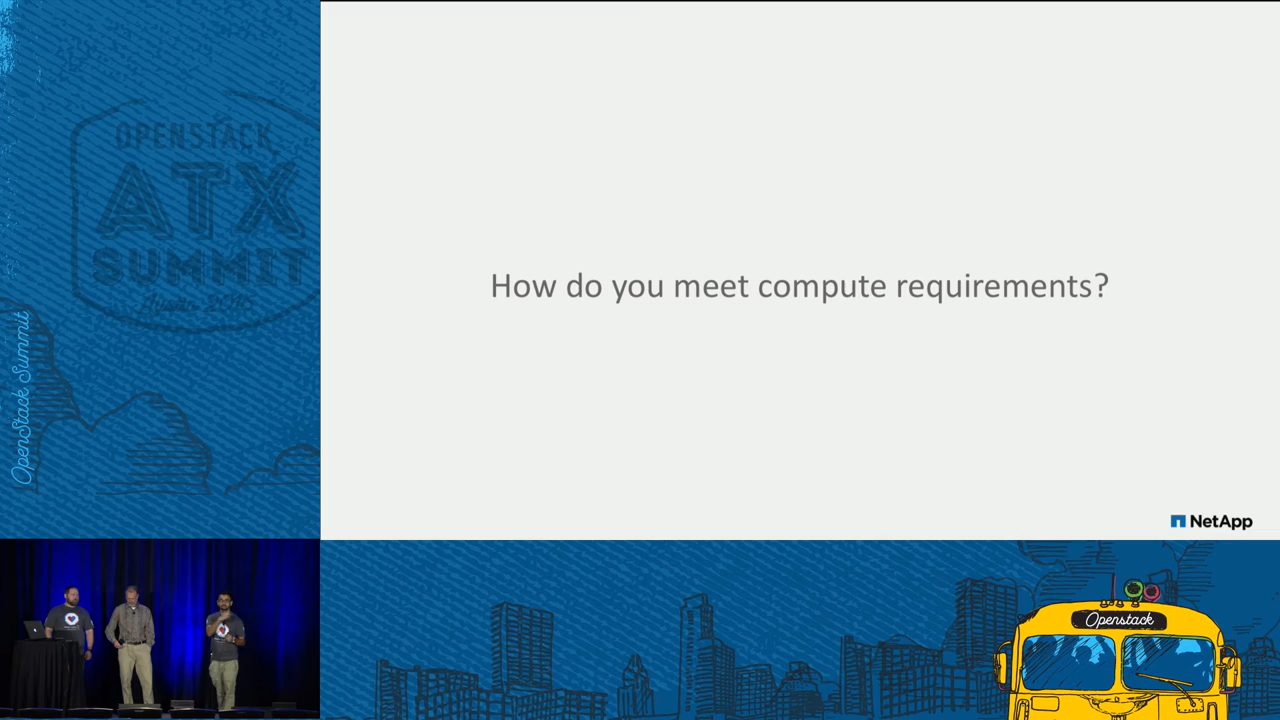 OPENSTACK
ATX
SUMMIT
Austin 2016
OpenStack Summit
How do you meet compute requirements?
NetApp
Openstack